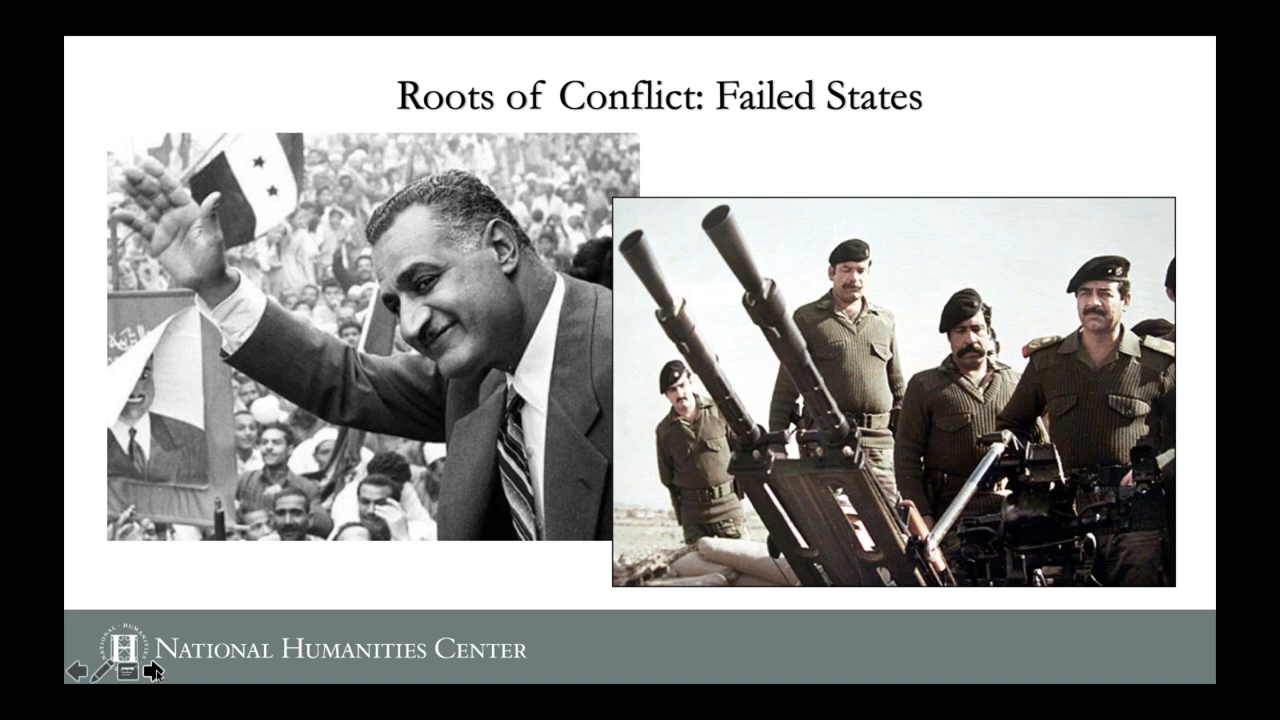 Roots of Conflict: Failed States
NATIONAL HUMANITIES CENTER